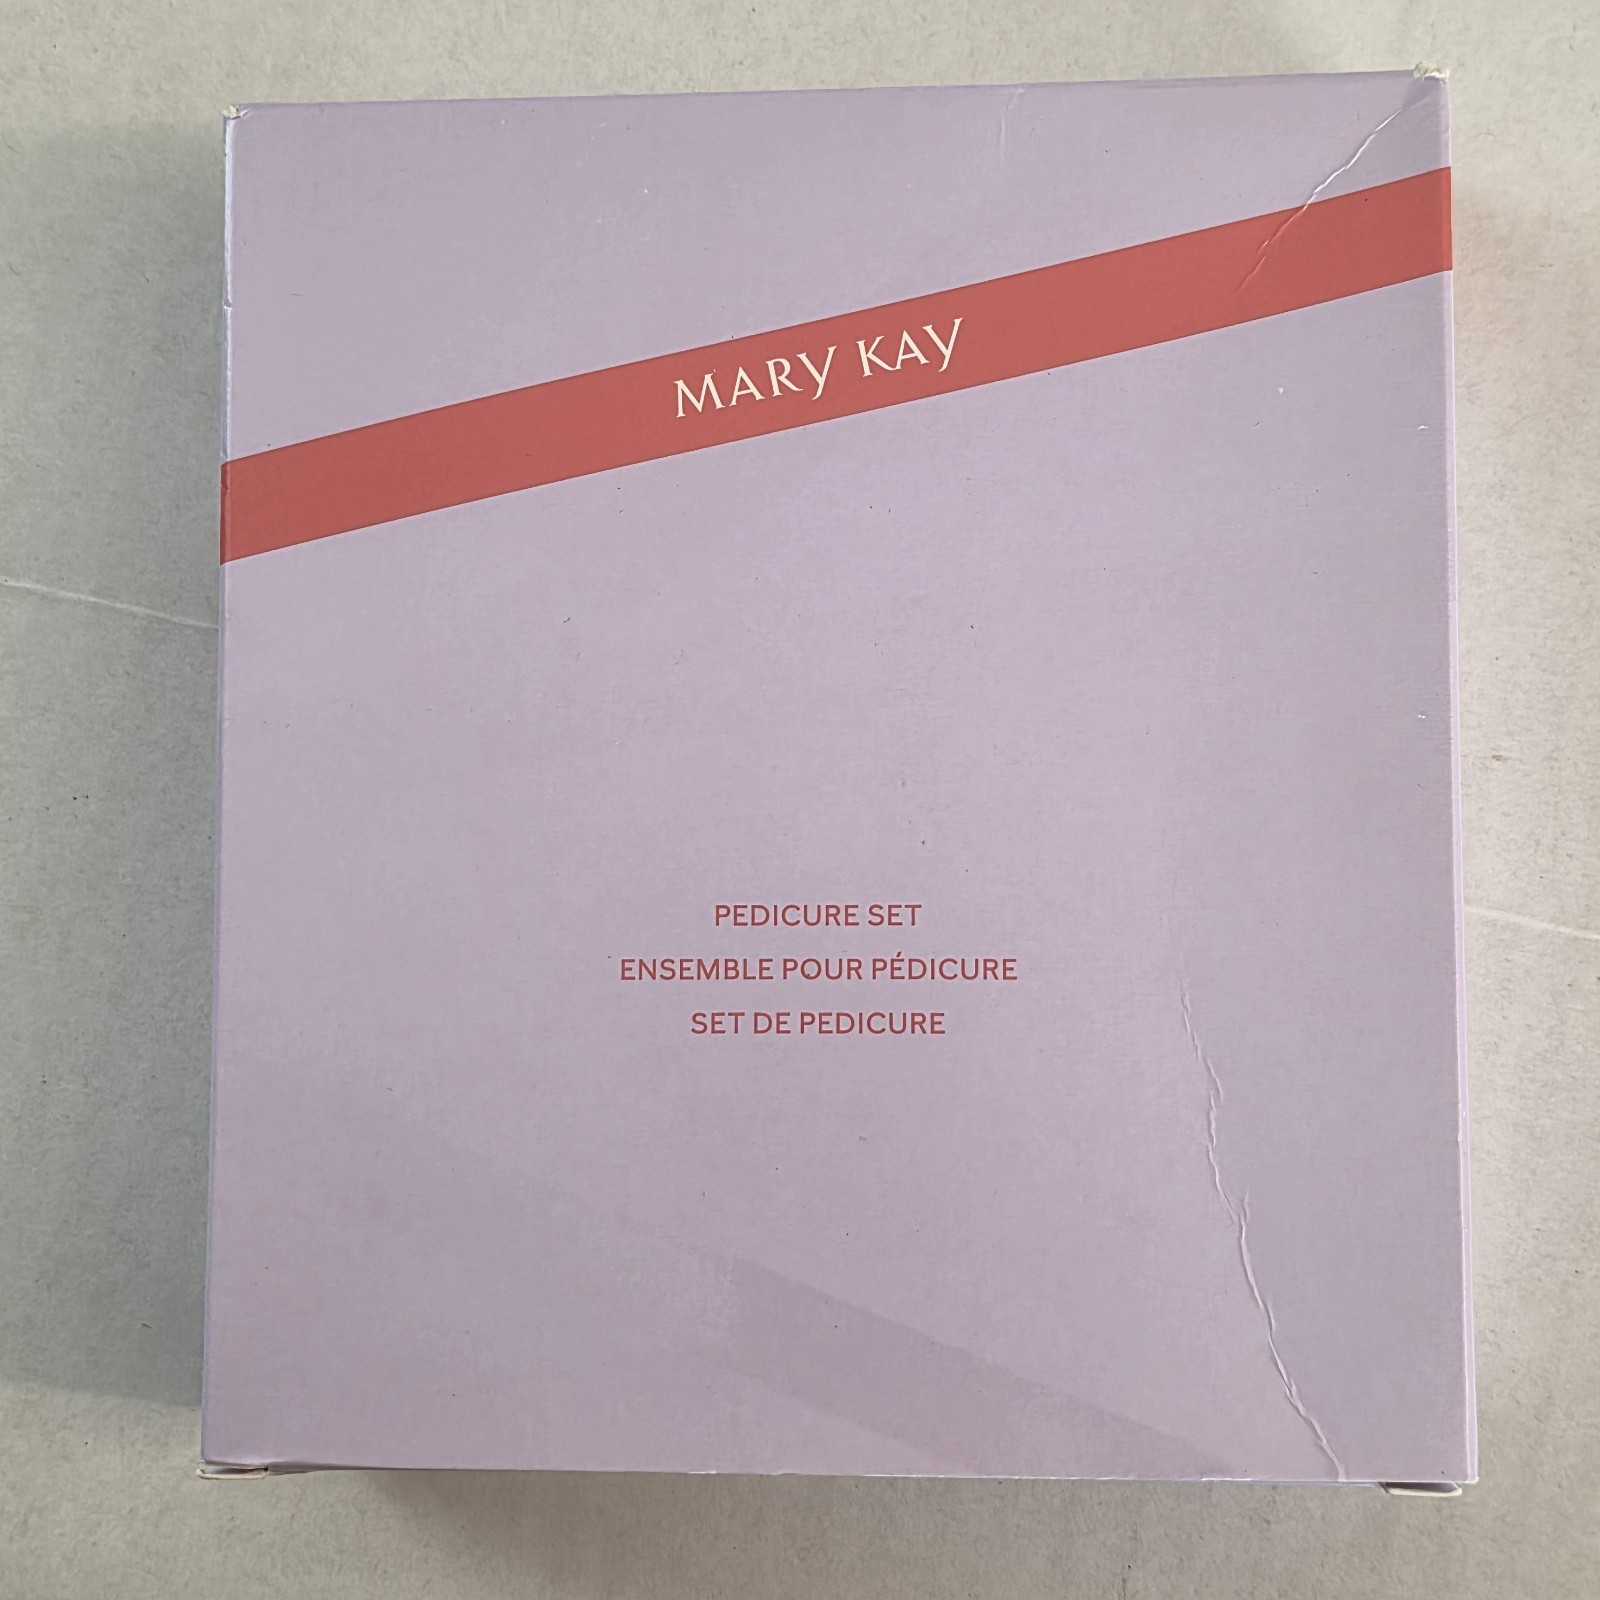 MARY KAY
PEDICURE SET
ENSEMBLE POUR PÉDICURE
SET DE PEDICURE